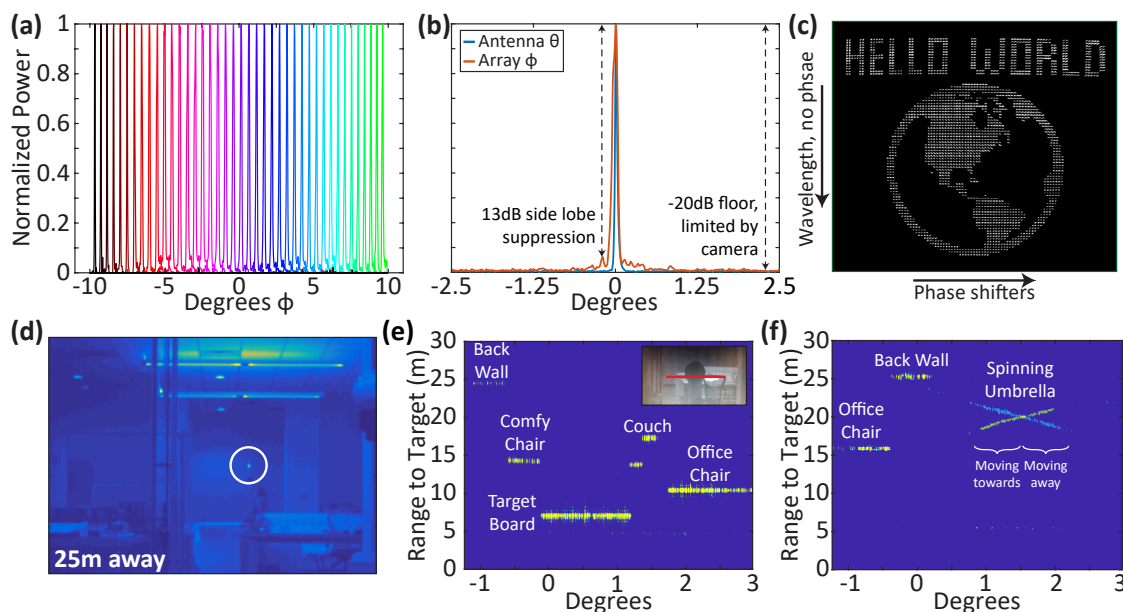 (a)
Normalized Power
1
0.8
0.6
0.4
0.2
0
-10
-5
0
5
10
Degrees ϕ
(b)
Antenna θ
Array ϕ
13dB side lobe
suppression
-20dB floor,
limited by
camera
-2.5
-1.25
0
1.25
2.5
Degrees
(c)
HELLO WORLD
Wavelength, no phsae
Phase shifters
(d)
25m away
(e)
Range to Target (m)
30
25
20
15
10
5
0
Back
Wall
Comfy
Chair
Couch
Office
Chair
Target
Board
-1
0
1
2
3
Degrees
(f)
Range to Target (m)
30
25
20
15
10
5
0
Back Wall
Spinning
Umbrella
Office
Chair
Moving
towards
Moving
away
-1
0
1
2
3
Degrees